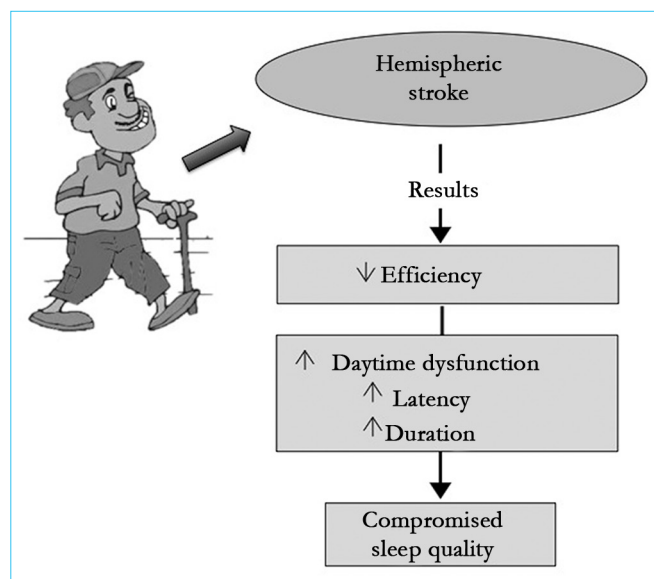 Hemispheric
stroke
Results
↓ Efficiency
↑ Daytime dysfunction
↑ Latency
↑ Duration
Compromised
sleep quality